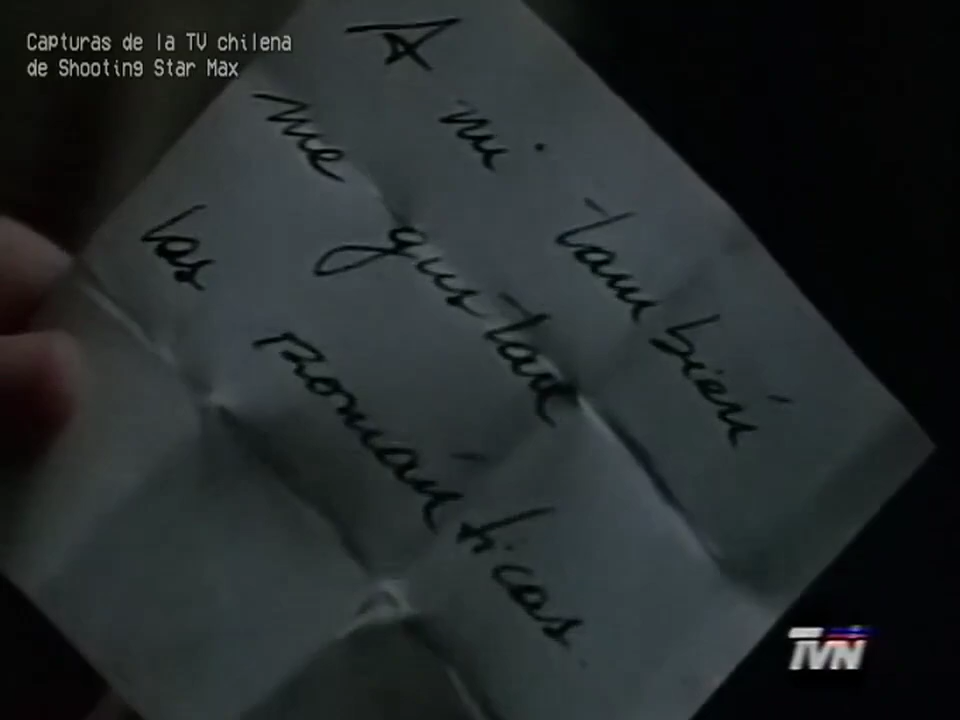 Capturas de la TV chilena
de Shooting Star Max
A mi también
me gustan
las Románticas.
TVN